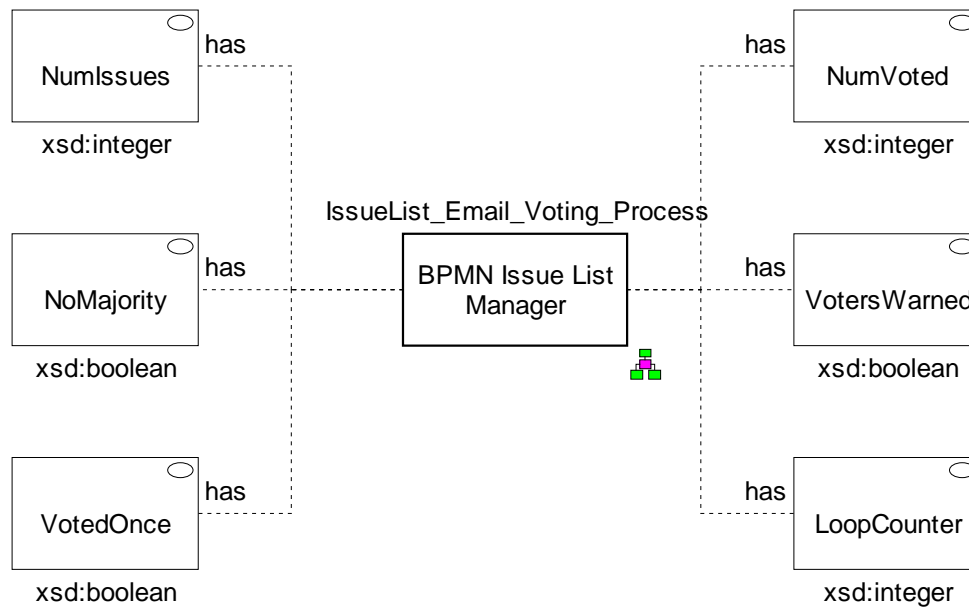 has
has
NumIssues
NumVoted
xsd:integer
xsd:integer
IssueList_Email_Voting_Process
has
has
BPMN Issue List
Manager
NoMajority
VotersWarned
xsd:boolean
xsd:boolean
has
has
VotedOnce
LoopCounter
xsd:boolean
xsd:integer